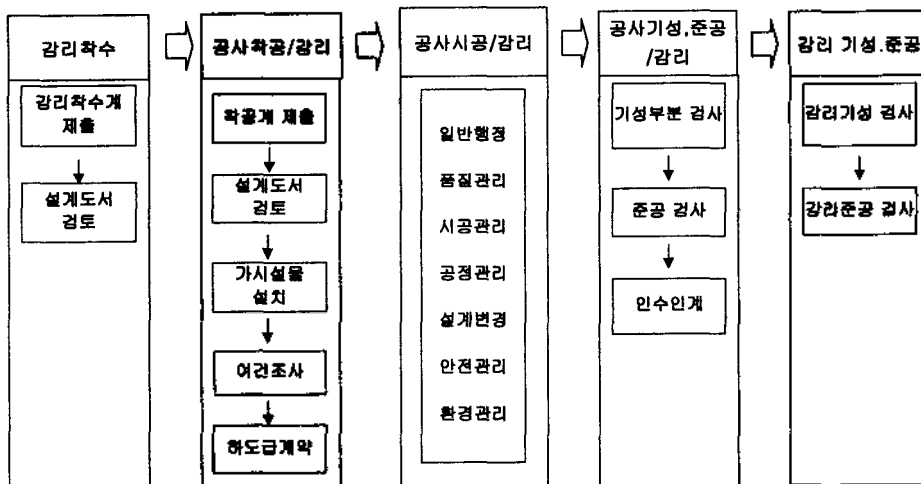 감리착수
공사착공/감리
공사시공/감리
공사기성,준공
/감리
감리 기성.준공
감리착수계
제출
설계도서
검토
착공계 제출
설계도서
검토
가시설물
설치
여건조사
하도급계약
일반행정
품질관리
시공관리
공정관리
설계변경
안전관리
환경관리
기성부분 검사
준공 검사
인수인계
감리기성 검사
감리준공 검사